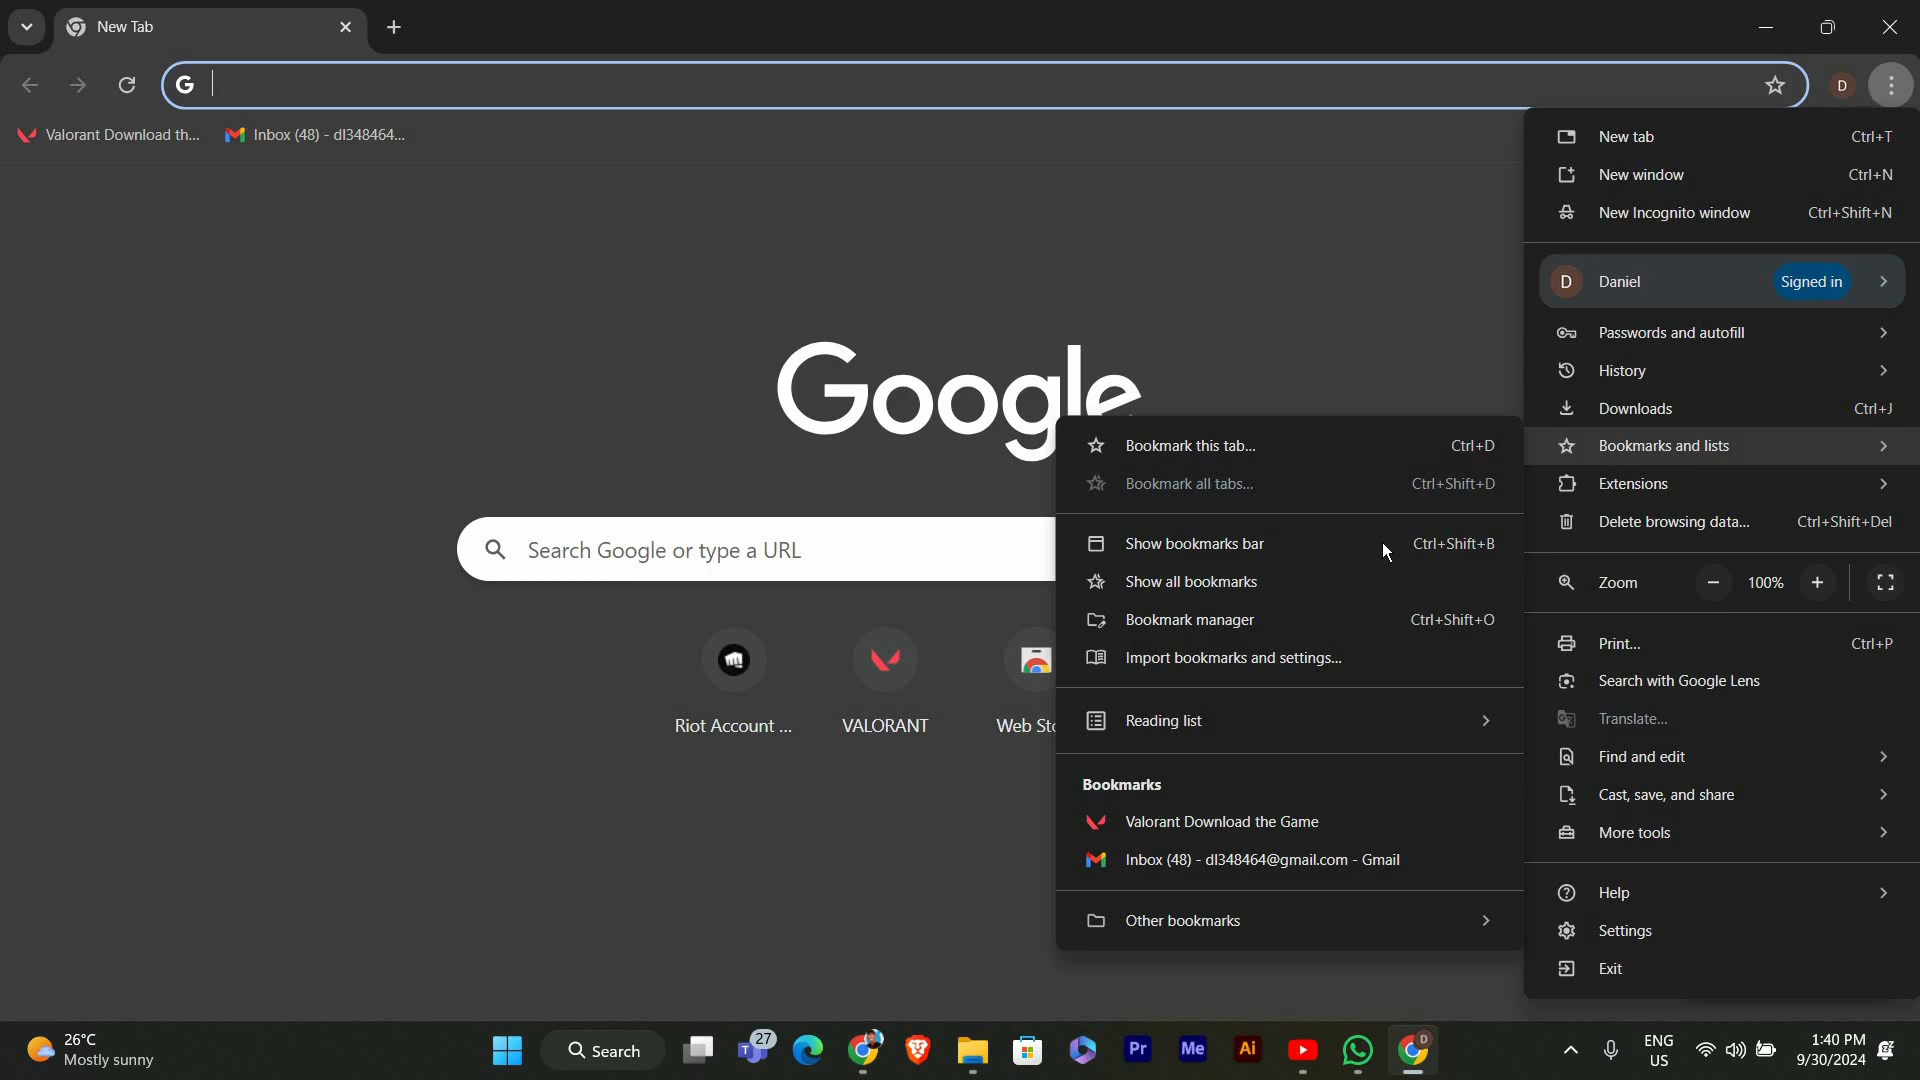 New Tab
G
D
Valorant Download th...
Inbox (48) - dl348464...
New tab Ctrl+T
New window Ctrl+N
New Incognito window Ctrl+Shift+N
D Daniel Signed in
Passwords and autofill
History
Downloads Ctrl+J
Bookmarks and lists
Extensions
Delete browsing data... Ctrl+Shift+Del
Zoom 100%
Print... Ctrl+P
Search with Google Lens
Translate...
Find and edit
Cast, save, and share
More tools
Help
Settings
Exit
Bookmark this tab... Ctrl+D
Bookmark all tabs... Ctrl+Shift+D
Show bookmarks bar Ctrl+Shift+B
Show all bookmarks
Bookmark manager Ctrl+Shift+O
Import bookmarks and settings...
Reading list
Bookmarks
Valorant Download the Game
Inbox (48) - dl348464@gmail.com - Gmail
Other bookmarks
Google
Search Google or type a URL
Riot Account ...
VALORANT
Web Sto
26°C
Mostly sunny
Search
27
Pr
Me
Ai
D
ENG
US
1:40 PM
9/30/2024